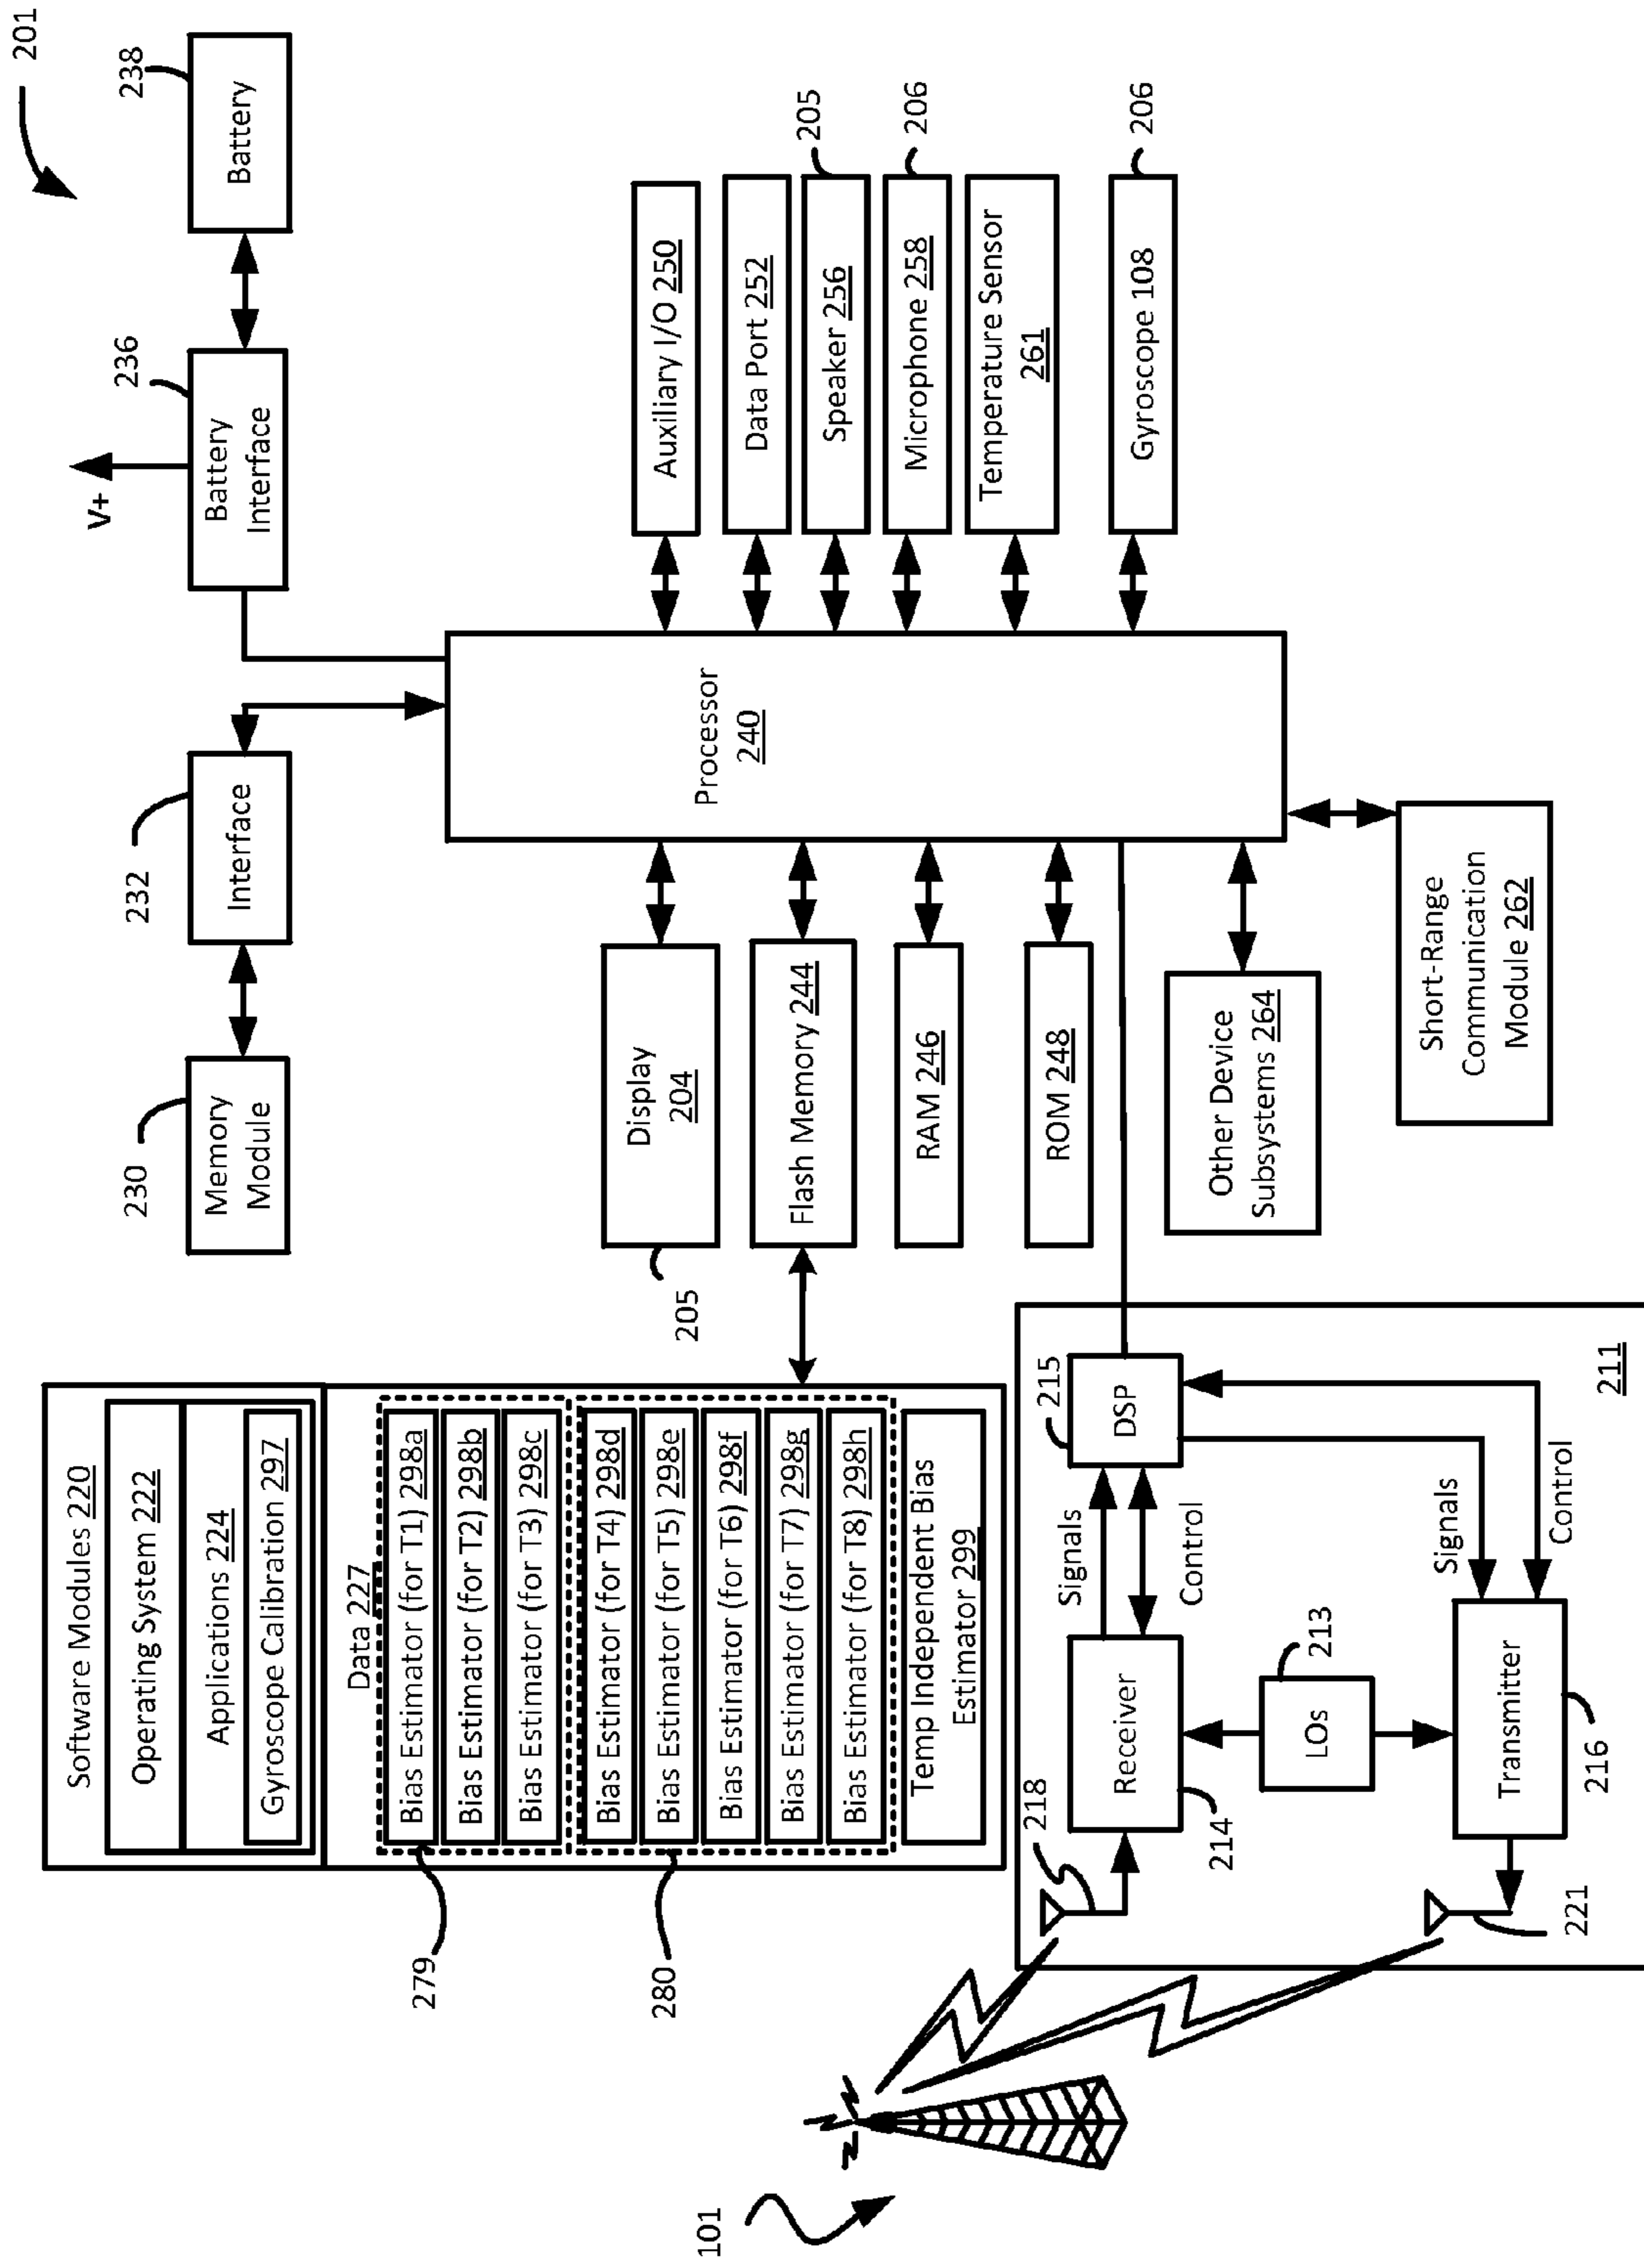 201
238
Battery
236
Battery
Interface
V+
232
Interface
230
Memory
Module
Auxiliary I/O 250
Data Port 252
205
Speaker 256
206
Microphone 258
Temperature Sensor
261
206
Gyroscope 108
Processor
240
Display
204
205
Flash Memory 244
RAM 246
ROM 248
Other Device
Subsystems 264
Short-Range
Communication
Module 262
Software Modules 220
Operating System 222
Applications 224
Gyroscope Calibration 297
Data 227
Bias Estimator (for T1) 298a
Bias Estimator (for T2) 298b
Bias Estimator (for T3) 298c
Bias Estimator (for T4) 298d
Bias Estimator (for T5) 298e
Bias Estimator (for T6) 298f
Bias Estimator (for T7) 298g
Bias Estimator (for T8) 298h
Temp Independent Bias
Estimator 299
279
280
215
DSP
211
Signals
Control
Signals
Control
218
Receiver
214
213
LOs
Transmitter
216
221
101